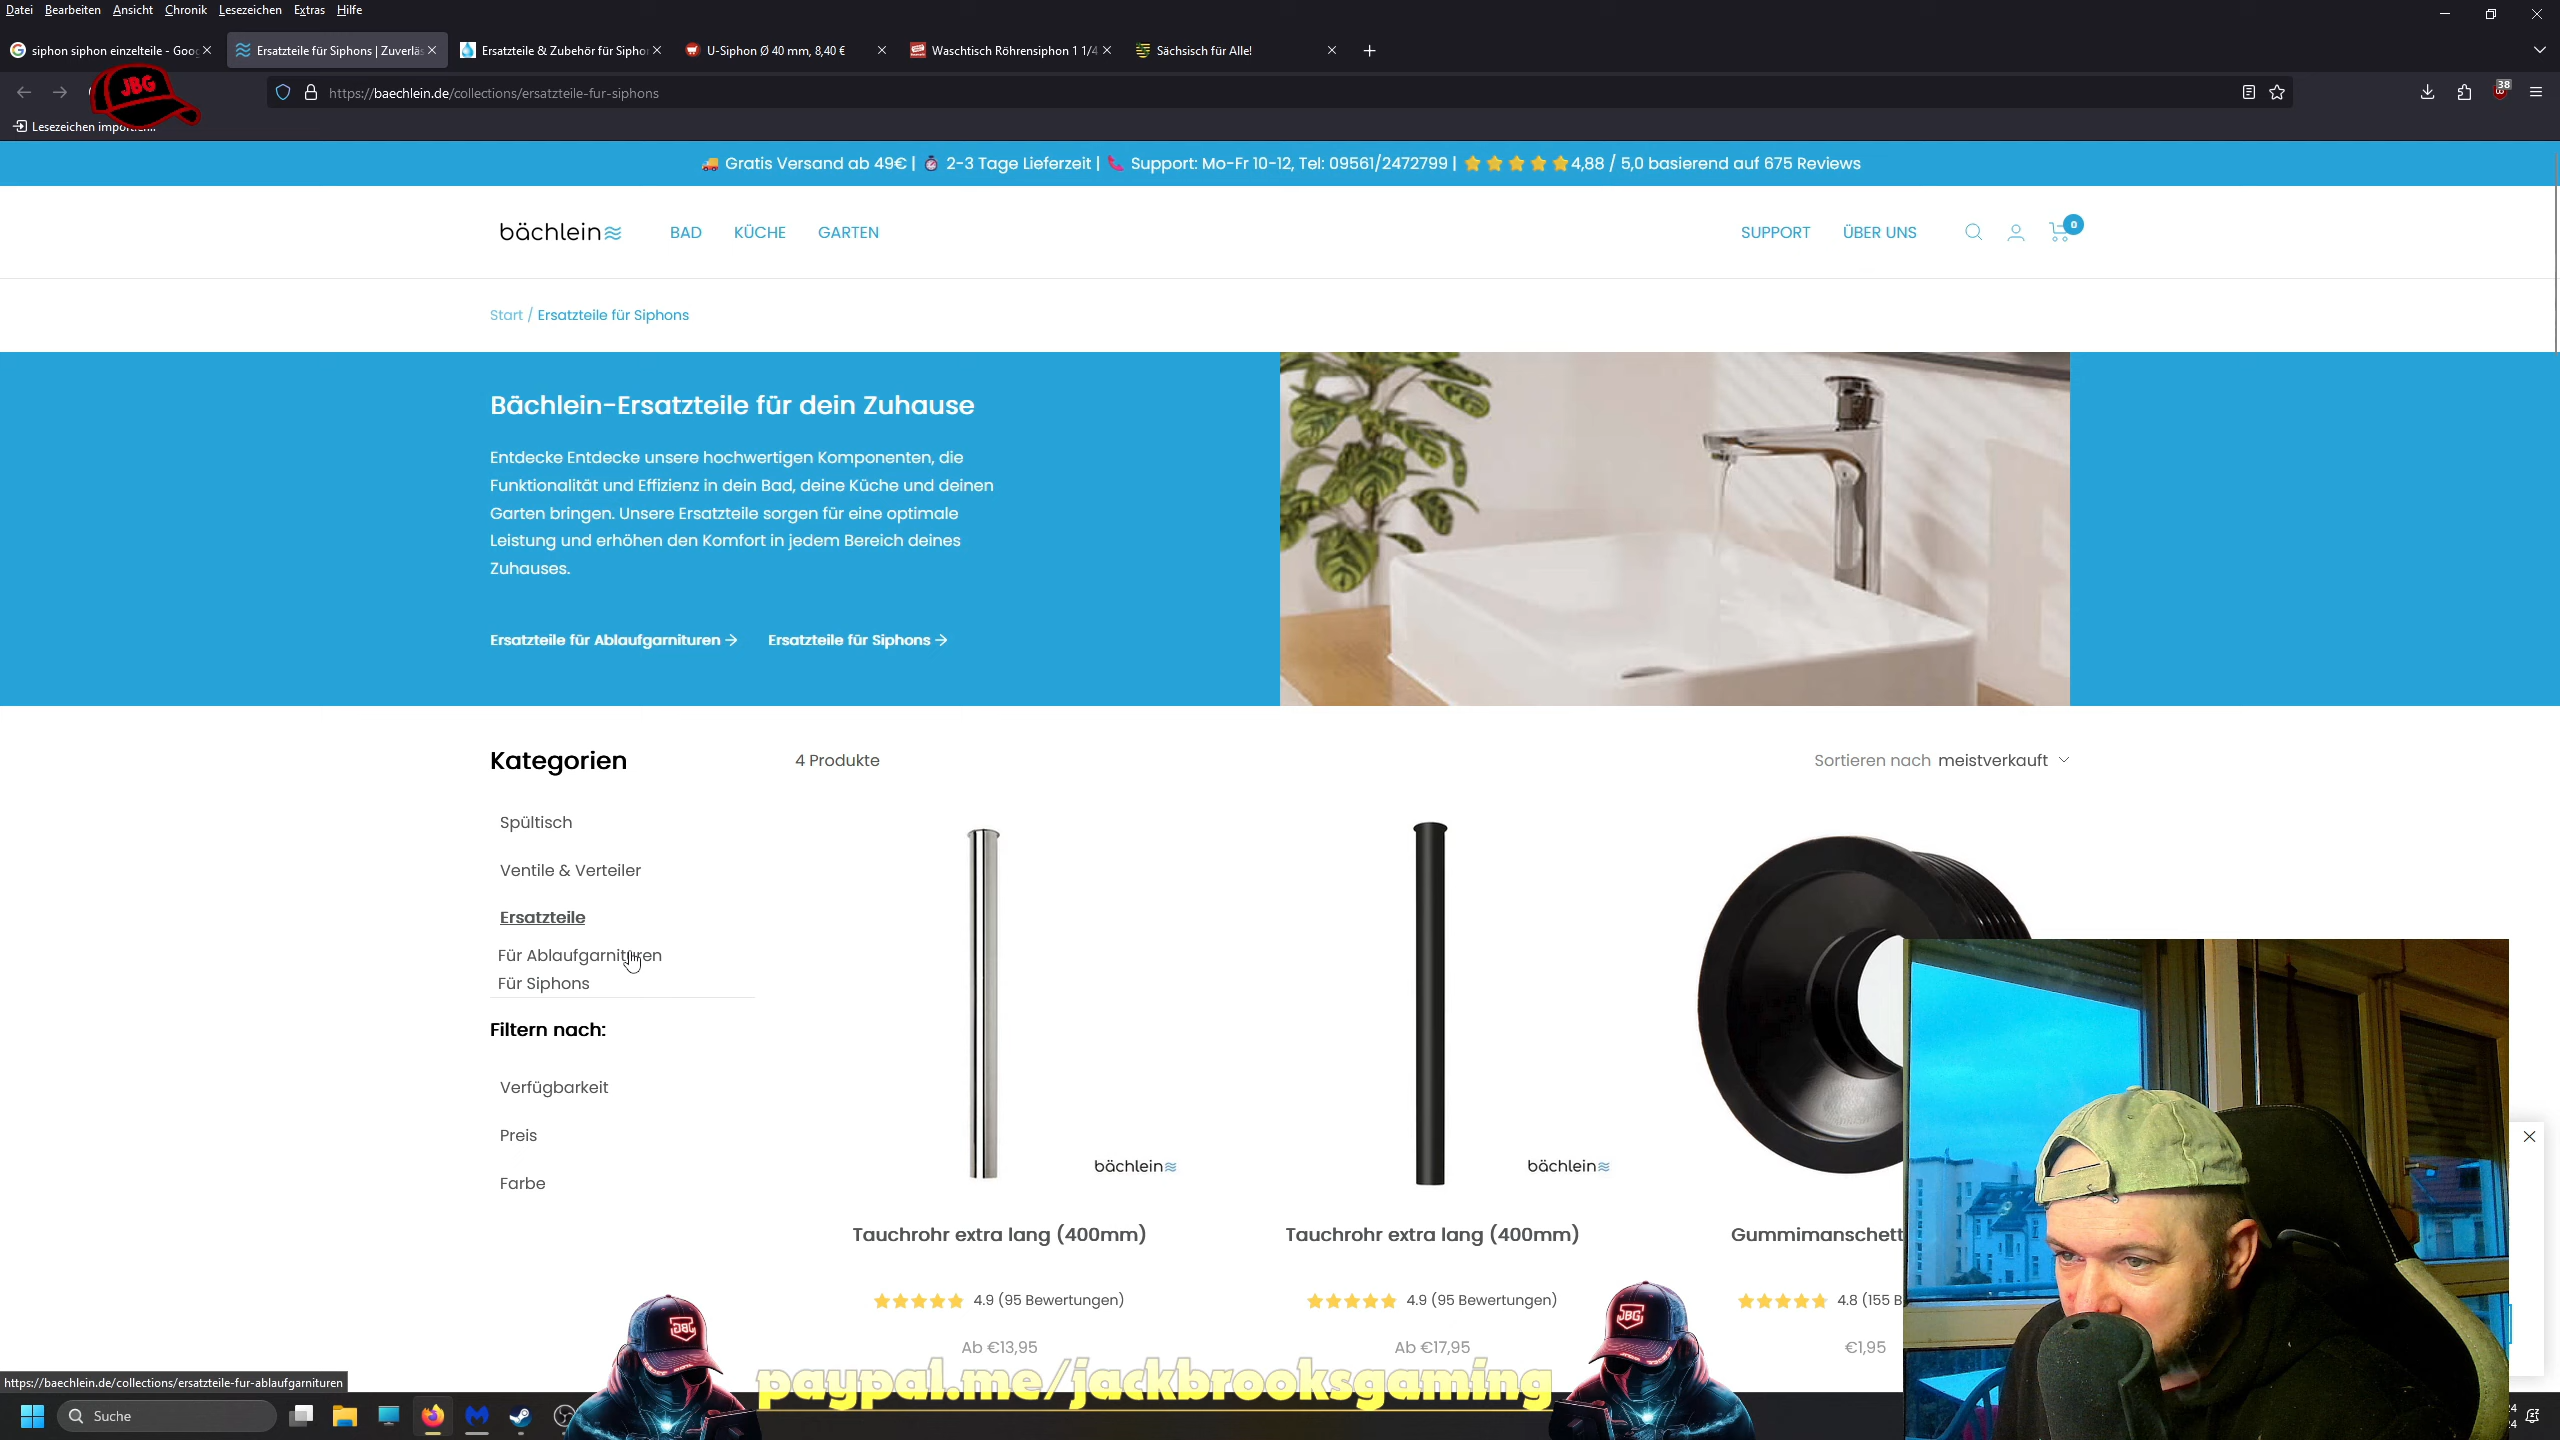 Datei Bearbeiten Ansicht Chronik Lesezeichen Extras Hilfe
siphon siphon einzelteile - Goog
Ersatzteile für Siphons | Zuverläs
Ersatzteile & Zubehör für Sipho
U-Siphon Ø 40 mm, 8,40 €
Waschtisch Röhrensiphon 1 1/4
Sächsisch für Alle!
JBG
https://baechlein.de/collections/ersatzteile-fur-siphons
38
Lesezeichen import
Gratis Versand ab 49€ | 2-3 Tage Lieferzeit | Support: Mo-Fr 10-12, Tel: 09561/2472799 | 4,88 / 5,0 basierend auf 675 Reviews
bächlein BAD KÜCHE GARTEN SUPPORT ÜBER UNS 0
Start / Ersatzteile für Siphons
Bächlein-Ersatzteile für dein Zuhause
Entdecke Entdecke unsere hochwertigen Komponenten, die
Funktionalität und Effizienz in dein Bad, deine Küche und deinen
Garten bringen. Unsere Ersatzteile sorgen für eine optimale
Leistung und erhöhen den Komfort in jedem Bereich deines
Zuhauses.
Ersatzteile für Ablaufgarnituren → Ersatzteile für Siphons →
Kategorien
4 Produkte
Sortieren nach meistverkauft
Spültisch
Ventile & Verteiler
Ersatzteile
Für Ablaufgarnituren
Für Siphons
Filtern nach:
Verfügbarkeit
Preis
Farbe
bächlein
bächlein
Tauchrohr extra lang (400mm)
Tauchrohr extra lang (400mm)
Gummimanschett
4.9 (95 Bewertungen)
4.9 (95 Bewertungen)
4.8 (155 B
Ab €13,95
Ab €17,95
€1,95
JBG
JBG
paypal.me/jackbrooksgaming
https://baechlein.de/collections/ersatzteile-fur-ablaufgarnituren
Suche